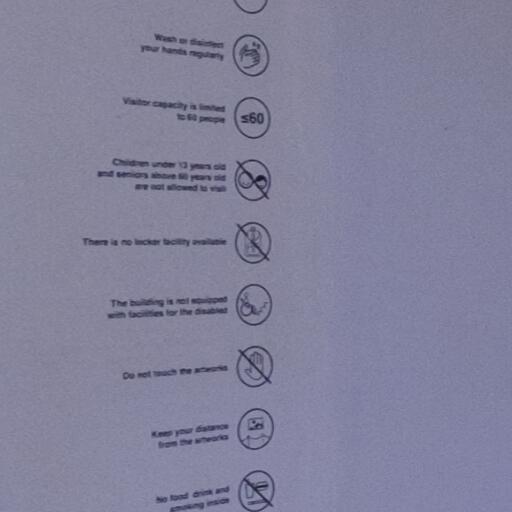 Wash or disinfect
your hands regularly
Visitor capacity is limited
to 60 people
≤60
Children under 12 years old
and seniors above 60 years old
are not allowed to visit
There is no locker facility available
The building is not equipped
with facilities for the disabled
Do not touch the artworks
Keep your distance
from the artworks
No food drink and
smoking inside